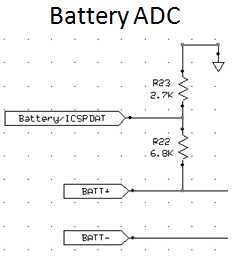 Battery ADC
R23
2.7K
Battery/ICSPDAT
R22
6.8K
BATT+
BATT-